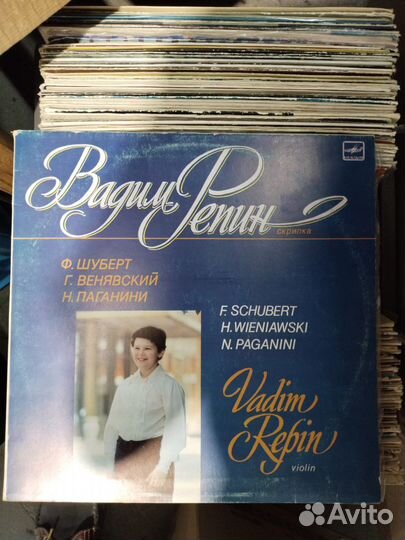 Вадим Репин
скрипка
Ф. ШУБЕРТ
Г. ВЕНЯВСКИЙ
Н. ПАГАНИНИ
F. SCHUBERT
H. WIENIAWSKI
N. PAGANINI
Vadim
Repin
violin
Avito